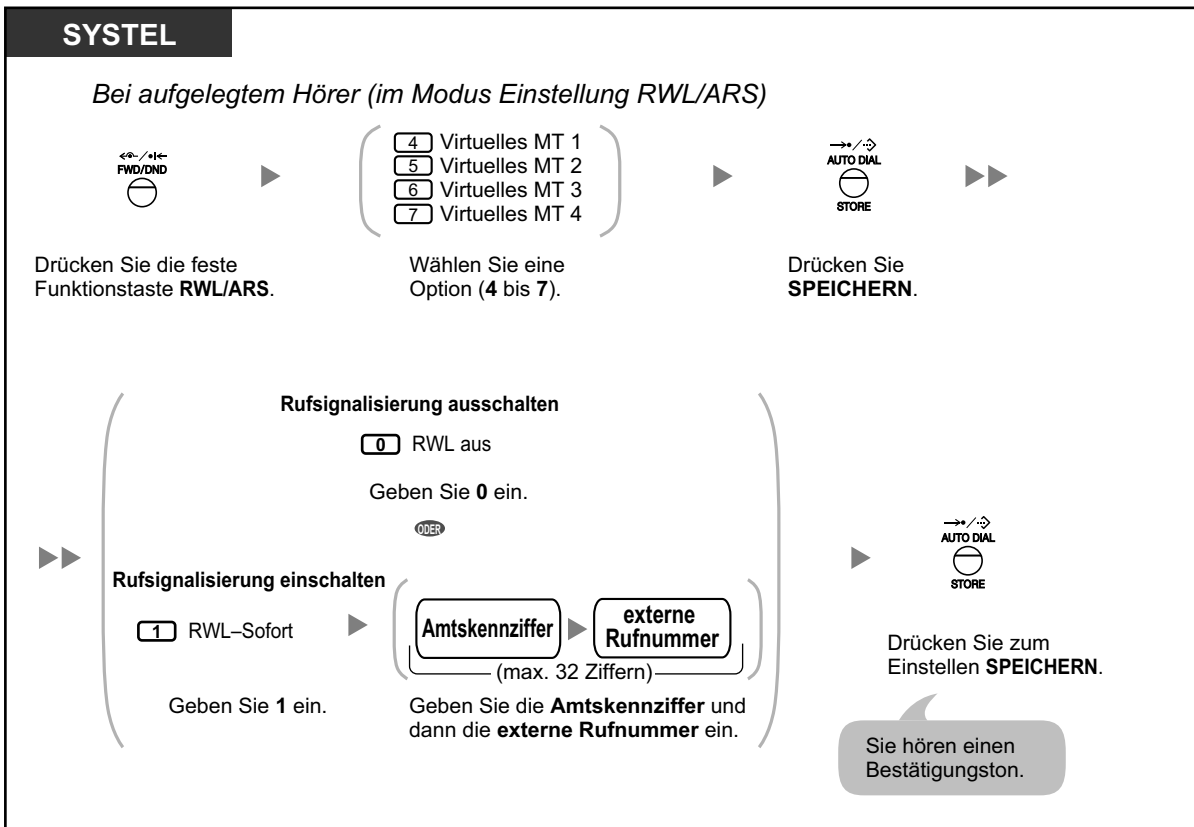 SYSTEL
Bei aufgelegtem Hörer (im Modus Einstellung RWL/ARS)
FWD/DND
4 Virtuelles MT 1
5 Virtuelles MT 2
6 Virtuelles MT 3
7 Virtuelles MT 4
AUTO DIAL
STORE
Drücken Sie die feste
Funktionstaste RWL/ARS.
Wählen Sie eine
Option (4 bis 7).
Drücken Sie
SPEICHERN.
Rufsignalisierung ausschalten
0 RWL aus
Geben Sie 0 ein.
ODER
Rufsignalisierung einschalten
1 RWL–Sofort
Amtskennziffer
externe
Rufnummer
(max. 32 Ziffern)
Geben Sie 1 ein.
Geben Sie die Amtskennziffer und
dann die externe Rufnummer ein.
AUTO DIAL
STORE
Drücken Sie zum
Einstellen SPEICHERN.
Sie hören einen
Bestätigungston.